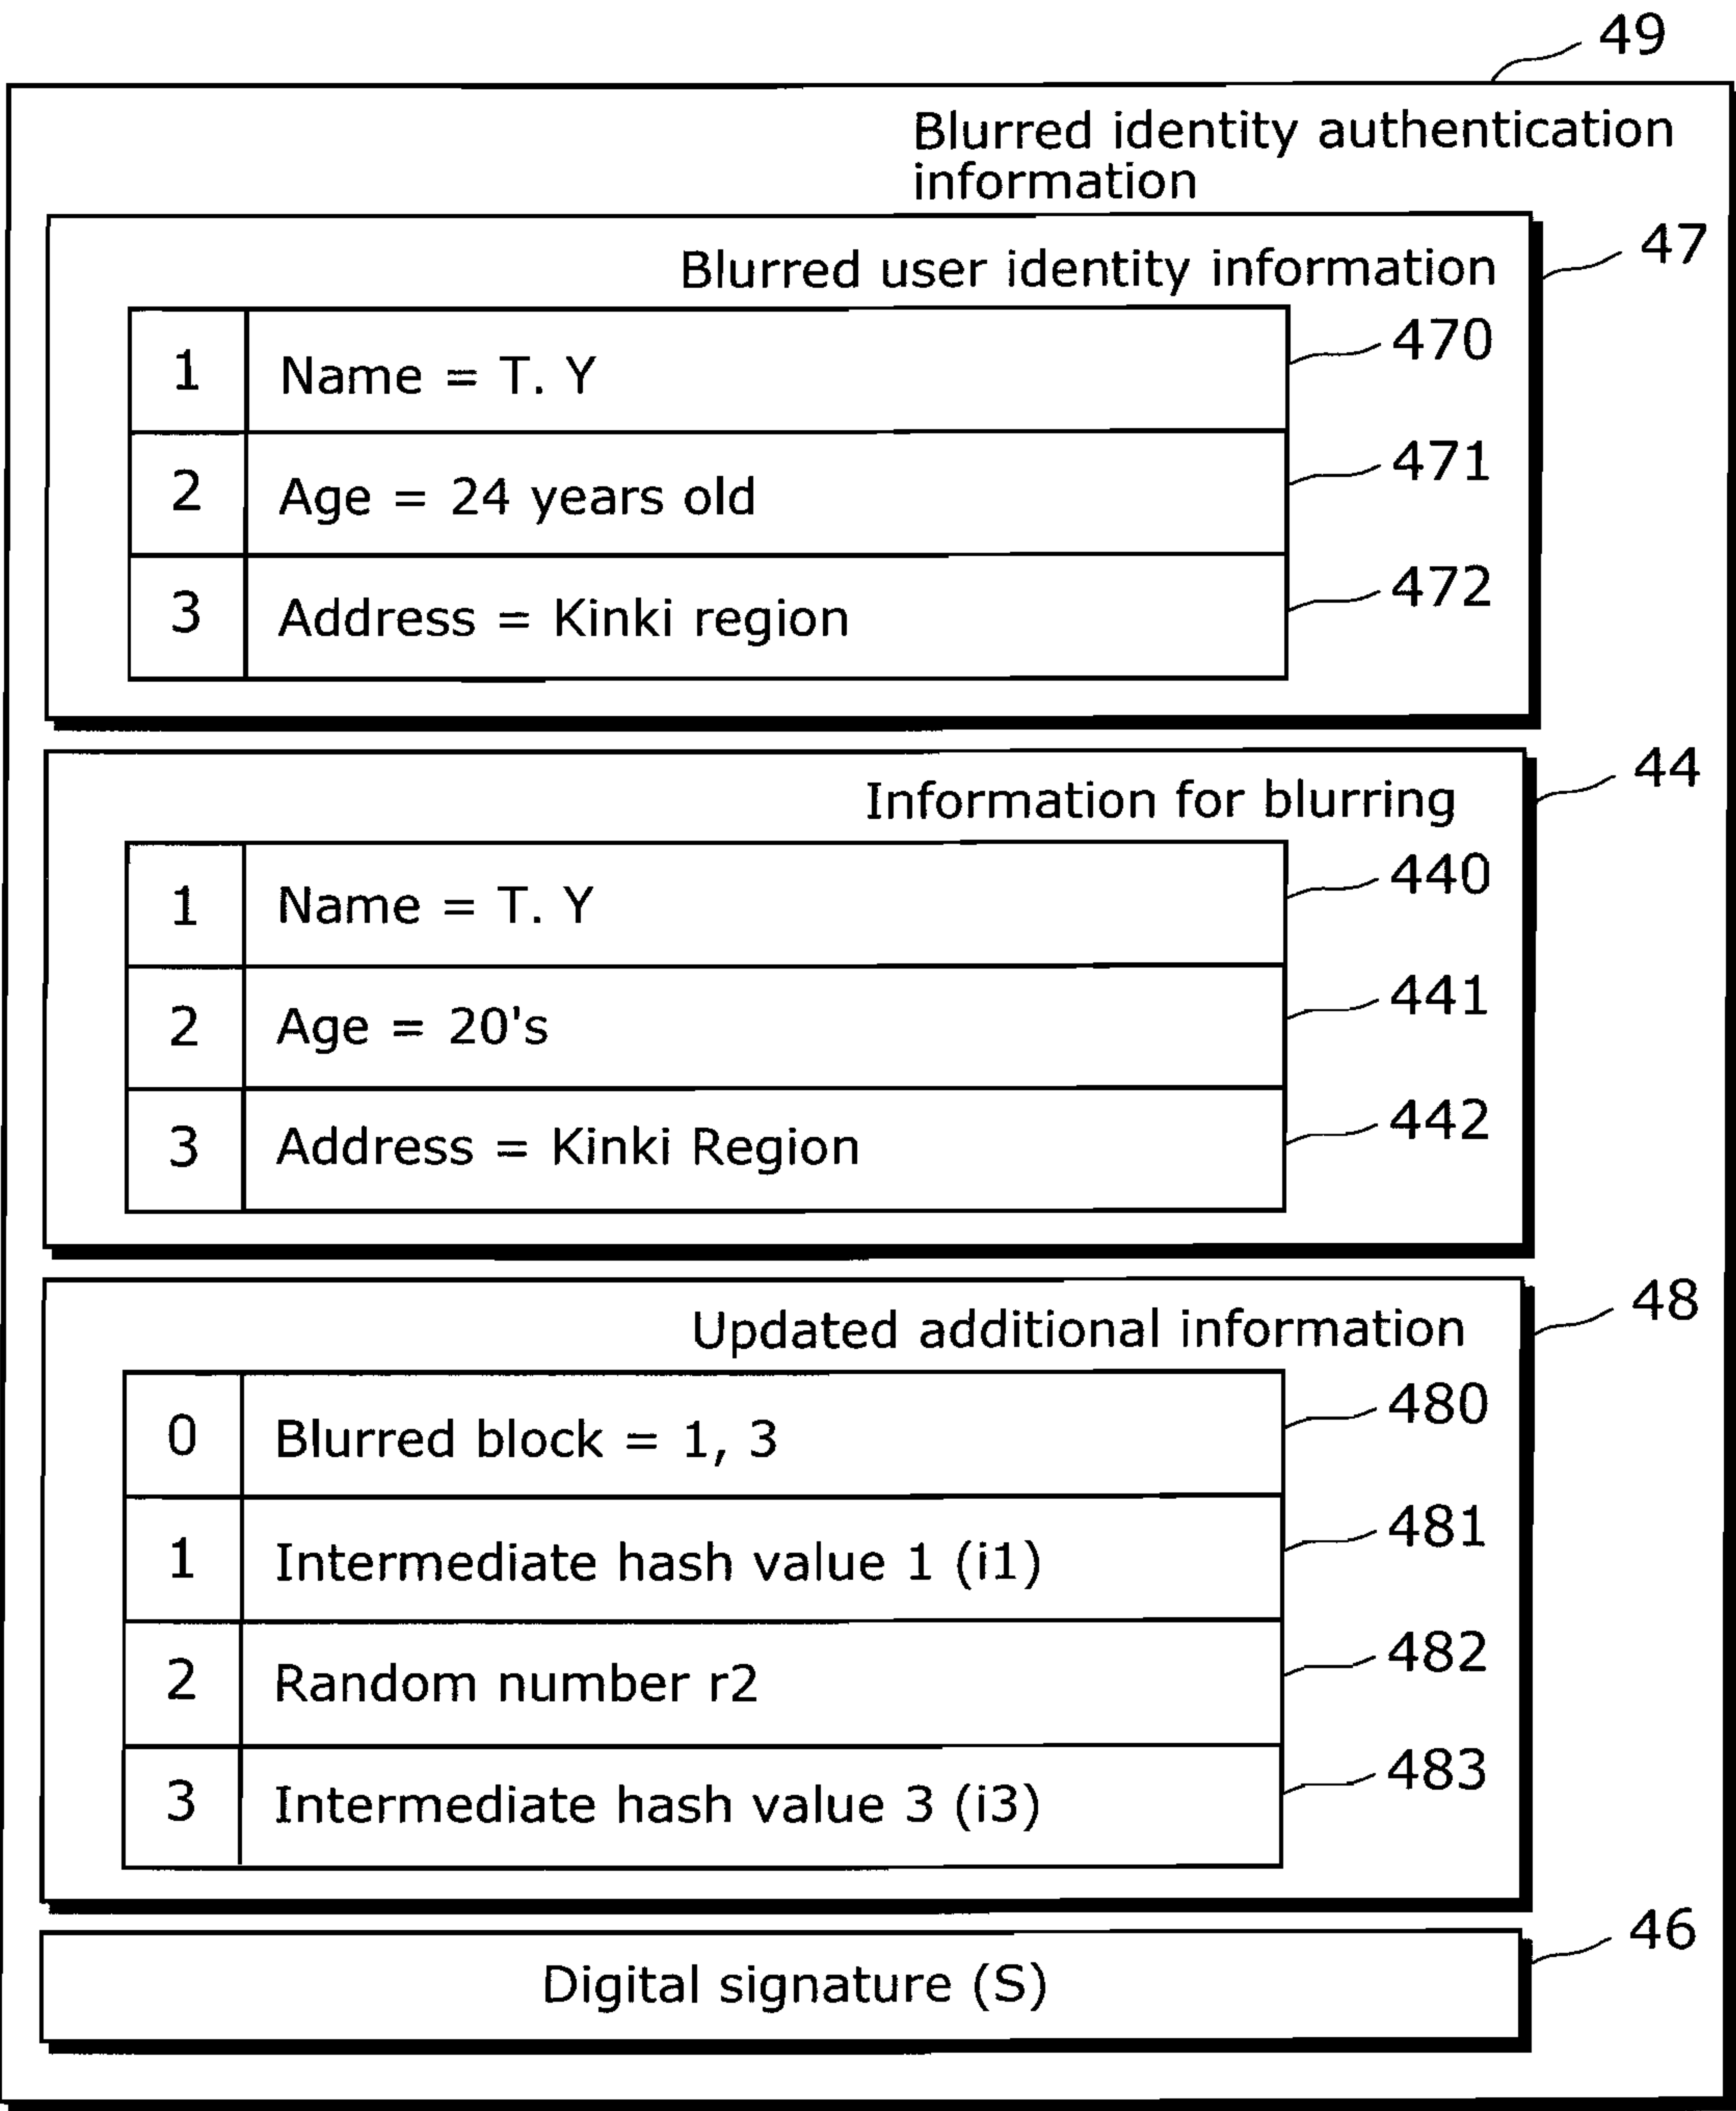 49
Blurred identity authentication
information
47
Blurred user identity information
1 Name = T. Y 470
2 Age = 24 years old 471
3 Address = Kinki region 472
44
Information for blurring
1 Name = T. Y 440
2 Age = 20's 441
3 Address = Kinki Region 442
48
Updated additional information
0 Blurred block = 1, 3 480
1 Intermediate hash value 1 (i1) 481
2 Random number r2 482
3 Intermediate hash value 3 (i3) 483
46
Digital signature (S)